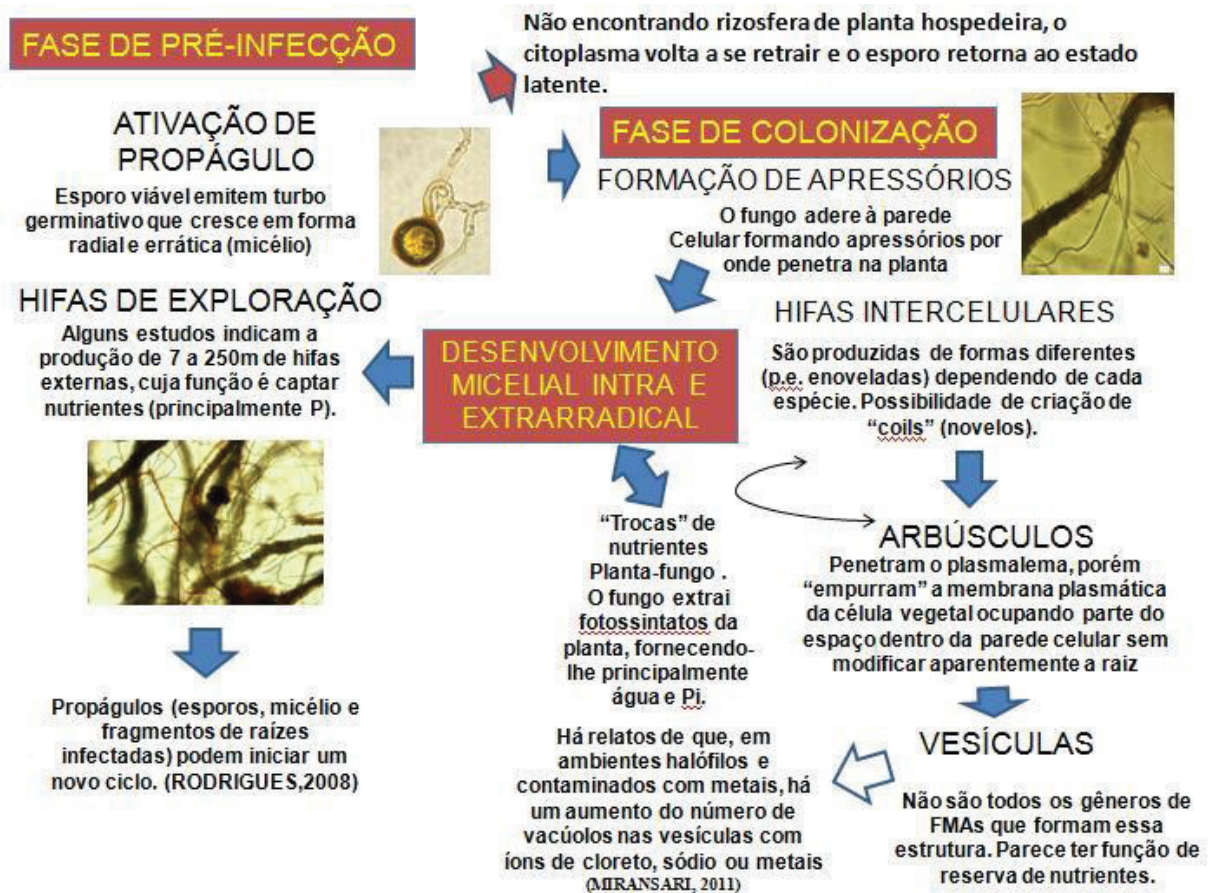 FASE DE PRÉ-INFECÇÃO
Não encontrando rizosfera de planta hospedeira, o
citoplasma volta a se retrair e o esporo retorna ao estado
latente.
ATIVAÇÃO DE
PROPÁGULO
Esporo viável emitem turbo
germinativo que cresce em forma
radial e errática (micélio)
FASE DE COLONIZAÇÃO
FORMAÇÃO DE APRESSÓRIOS
O fungo adere à parede
Celular formando apressórios por
onde penetra na planta
HIFAS DE EXPLORAÇÃO
Alguns estudos indicam a
produção de 7 a 250m de hifas
externas, cuja função é captar
nutrientes (principalmente P).
DESENVOLVIMENTO
MICELIAL INTRA E
EXTRARRADICAL
HIFAS INTERCELULARES
São produzidas de formas diferentes
(p.e. enoveladas) dependendo de cada
espécie. Possibilidade de criação de
“coils” (novelos).
“Trocas” de
nutrientes
Planta-fungo .
O fungo extrai
fotossintatos da
planta, fornecendo-
lhe principalmente
água e Pi.
ARBÚSCULOS
Penetram o plasmalema, porém
“empurram” a membrana plasmática
da célula vegetal ocupando parte do
espaço dentro da parede celular sem
modificar aparentemente a raiz
Propágulos (esporos, micélio e
fragmentos de raízes
infectadas) podem iniciar um
novo ciclo. (RODRIGUES,2008)
Há relatos de que, em
ambientes halófilos e
contaminados com metais, há
um aumento do número de
vacúolos nas vesículas com
íons de cloreto, sódio ou metais
(MIRANSARI, 2011)
VESÍCULAS
Não são todos os gêneros de
FMAs que formam essa
estrutura. Parece ter função de
reserva de nutrientes.